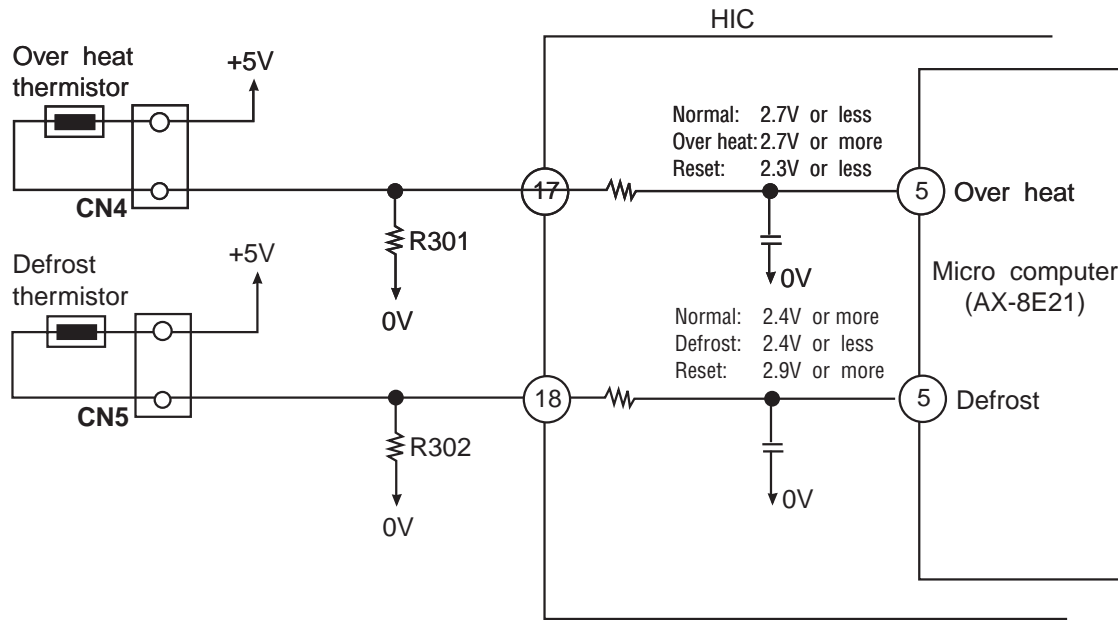 HIC
Over heat
thermistor
+5V
CN4
R301
0V
17
Normal: 2.7V or less
Over heat: 2.7V or more
Reset: 2.3V or less
0V
5
Over heat
Micro computer
(AX-8E21)
Defrost
thermistor
+5V
CN5
R302
0V
18
Normal: 2.4V or more
Defrost: 2.4V or less
Reset: 2.9V or more
0V
5
Defrost